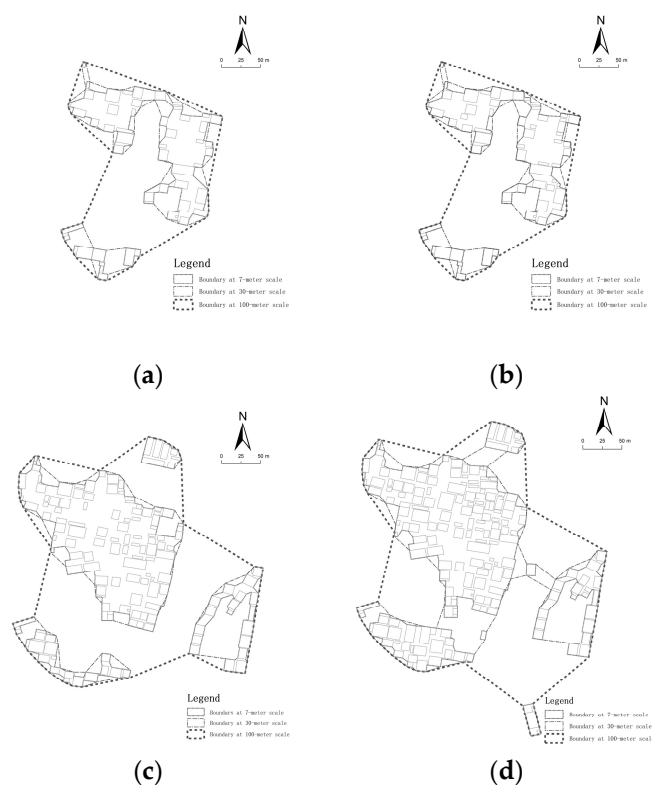 N
0 25 50 m
Legend
Boundary at 7-meter scale
Boundary at 30-meter scale
Boundary at 100-meter scale
(a)
N
0 25 50 m
Legend
Boundary at 7-meter scale
Boundary at 30-meter scale
Boundary at 100-meter scale
(b)
N
0 25 50 m
Legend
Boundary at 7-meter scale
Boundary at 30-meter scale
Boundary at 100-meter scale
(c)
N
0 25 50 m
Legend
Boundary at 7-meter scale
Boundary at 30-meter scale
Boundary at 100-meter scale
(d)